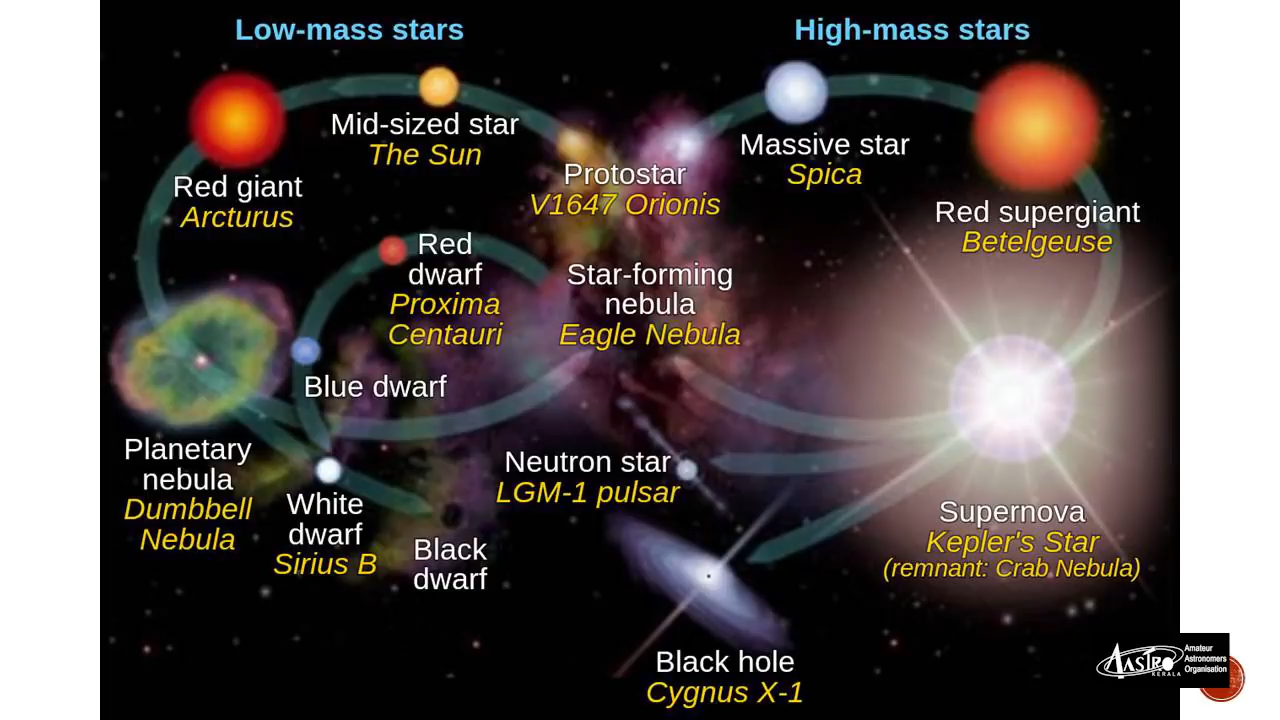 Low-mass stars
High-mass stars
Mid-sized star
The Sun
Massive star
Spica
Protostar
V1647 Orionis
Red giant
Arcturus
Red supergiant
Betelgeuse
Red
dwarf
Proxima
Centauri
Star-forming
nebula
Eagle Nebula
Blue dwarf
Planetary
nebula
Dumbbell
Nebula
White
dwarf
Sirius B
Black
dwarf
Neutron star
LGM-1 pulsar
Supernova
Kepler's Star
(remnant: Crab Nebula)
Black hole
Cygnus X-1
AASTRO
KERALA
Amateur
Astronomers
Organisation